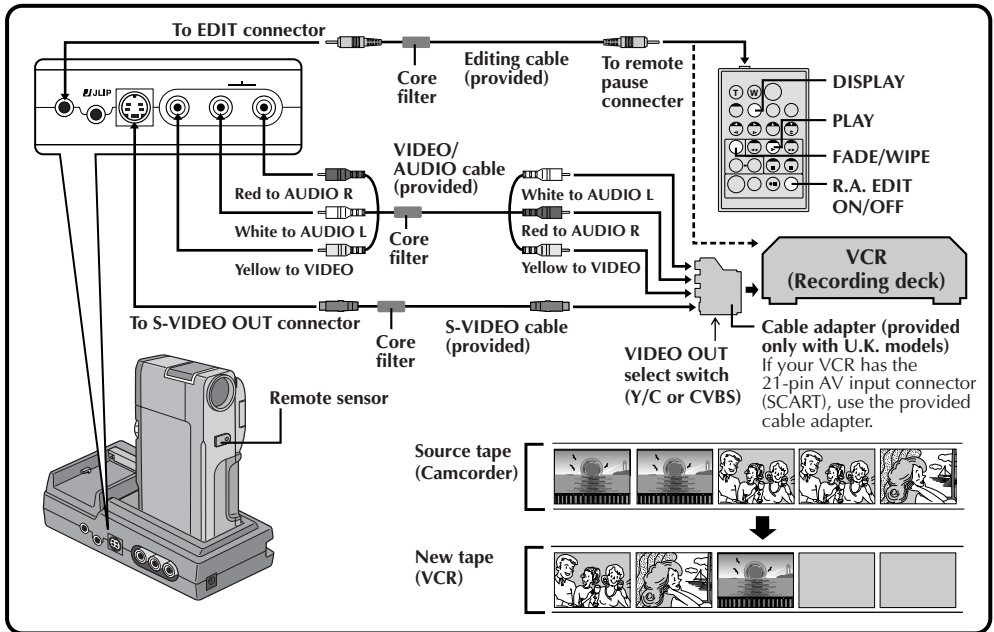 To EDIT connector
Core
filter
Editing cable
(provided)
To remote
pause
connecter
DISPLAY
PLAY
FADE/WIPE
R.A. EDIT
ON/OFF
JLIP
T W
VIDEO/
AUDIO cable
(provided)
Red to AUDIO R
White to AUDIO L
Yellow to VIDEO
Core
filter
White to AUDIO L
Red to AUDIO R
Yellow to VIDEO
VCR
(Recording deck)
To S-VIDEO OUT connector
Core
filter
S-VIDEO cable
(provided)
VIDEO OUT
select switch
(Y/C or CVBS)
Cable adapter (provided
only with U.K. models)
If your VCR has the
21-pin AV input connector
(SCART), use the provided
cable adapter.
Remote sensor
Source tape
(Camcorder)
New tape
(VCR)